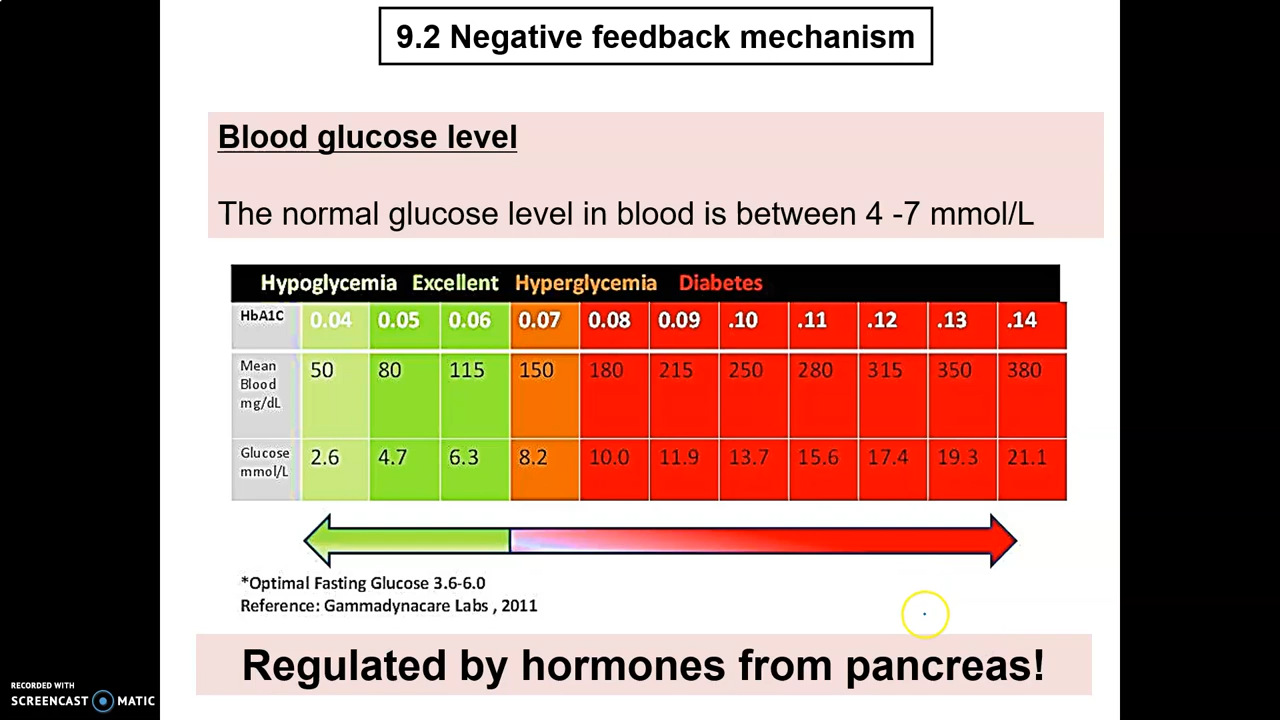 9.2 Negative feedback mechanism
Blood glucose level
The normal glucose level in blood is between 4 -7 mmol/L
Hypoglycemia Excellent Hyperglycemia Diabetes
HbA1C 0.04 0.05 0.06 0.07 0.08 0.09 .10 .11 .12 .13 .14
Mean 50 80 115 150 180 215 250 280 315 350 380
Blood
mg/dL
Glucose 2.6 4.7 6.3 8.2 10.0 11.9 13.7 15.6 17.4 19.3 21.1
mmol/L
*Optimal Fasting Glucose 3.6-6.0
Reference: Gammadynacare Labs , 2011
Regulated by hormones from pancreas!
RECORDED WITH
SCREENCAST MATIC